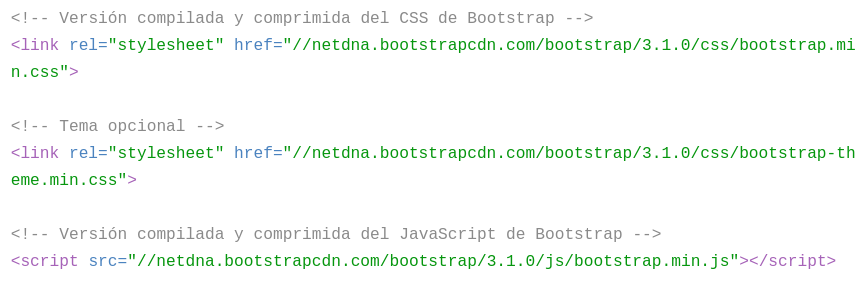 <!-- Versión compilada y comprimida del CSS de Bootstrap -->
<link rel="stylesheet" href="//netdna.bootstrapcdn.com/bootstrap/3.1.0/css/bootstrap.mi
n.css">
<!-- Tema opcional -->
<link rel="stylesheet" href="//netdna.bootstrapcdn.com/bootstrap/3.1.0/css/bootstrap-th
eme.min.css">
<!-- Versión compilada y comprimida del JavaScript de Bootstrap -->
<script src="//netdna.bootstrapcdn.com/bootstrap/3.1.0/js/bootstrap.min.js"></script>